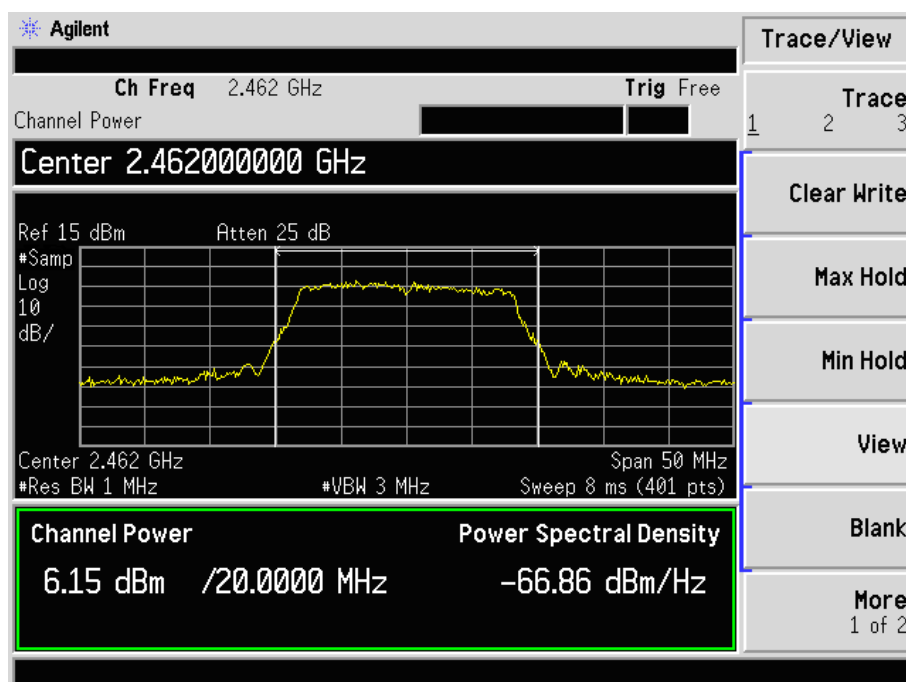 Agilent
Trace/View
Ch Freq 2.462 GHz Trig Free
Channel Power
Trace
1 2 3
Center 2.462000000 GHz
Clear Write
Ref 15 dBm Atten 25 dB
#Samp
Log
10
dB/
Max Hold
Min Hold
View
Center 2.462 GHz Span 50 MHz
#Res BW 1 MHz #VBW 3 MHz Sweep 8 ms (401 pts)
Channel Power Power Spectral Density
Blank
6.15 dBm /20.0000 MHz -66.86 dBm/Hz
More
1 of 2